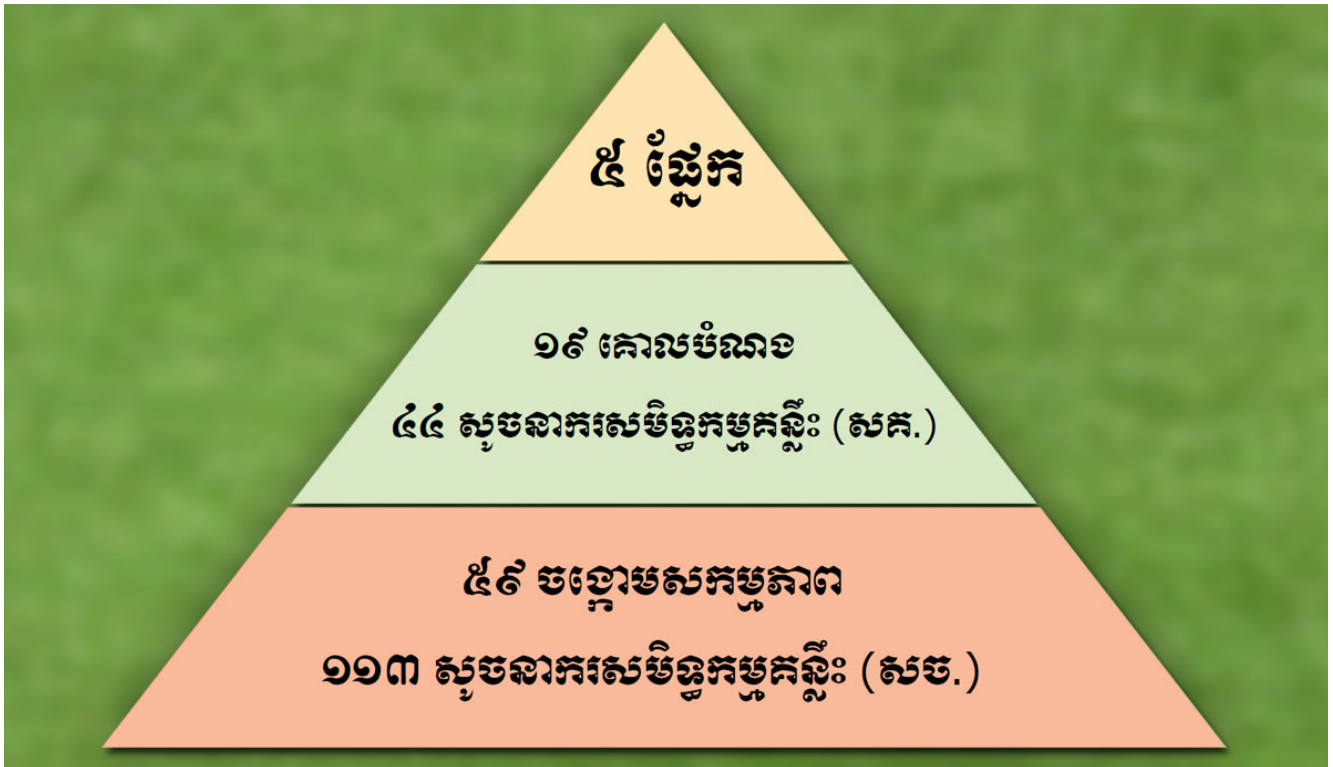 ៥ ផ្នែក
១៩ គោលបំណង
៤៤ សូចនាករសមិទ្ធកម្មគន្លឹះ (សគ.)
៥៩ ចង្កោមសកម្មភាព
១១៣ សូចនាករសមិទ្ធកម្មគន្លឹះ (សច.)